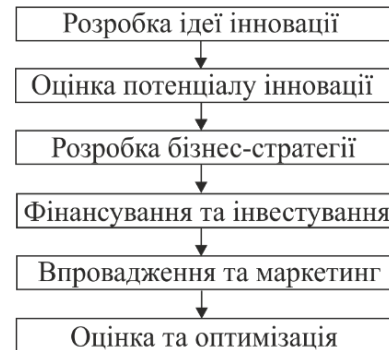 Розробка ідеї інновації
Оцінка потенціалу інновації
Розробка бізнес-стратегії
Фінансування та інвестування
Впровадження та маркетинг
Оцінка та оптимізація